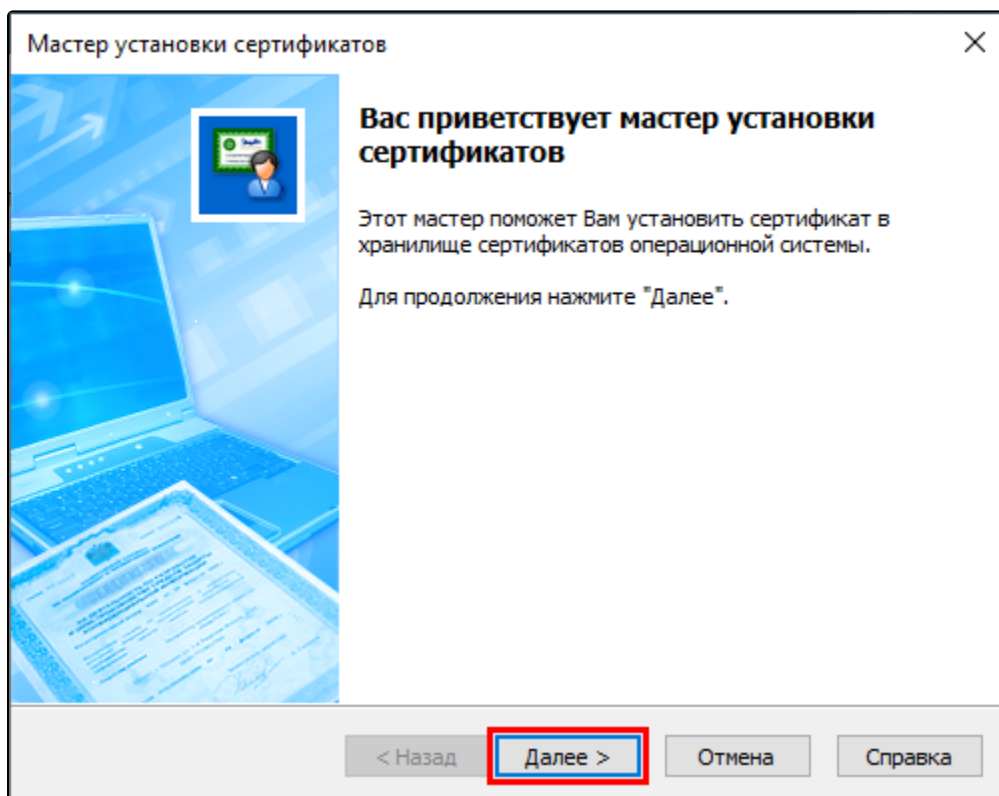 Мастер установки сертификатов
Вас приветствует мастер установки
сертификатов
Этот мастер поможет Вам установить сертификат в
хранилище сертификатов операционной системы.
Для продолжения нажмите "Далее".
< Назад
Далее >
Отмена
Справка